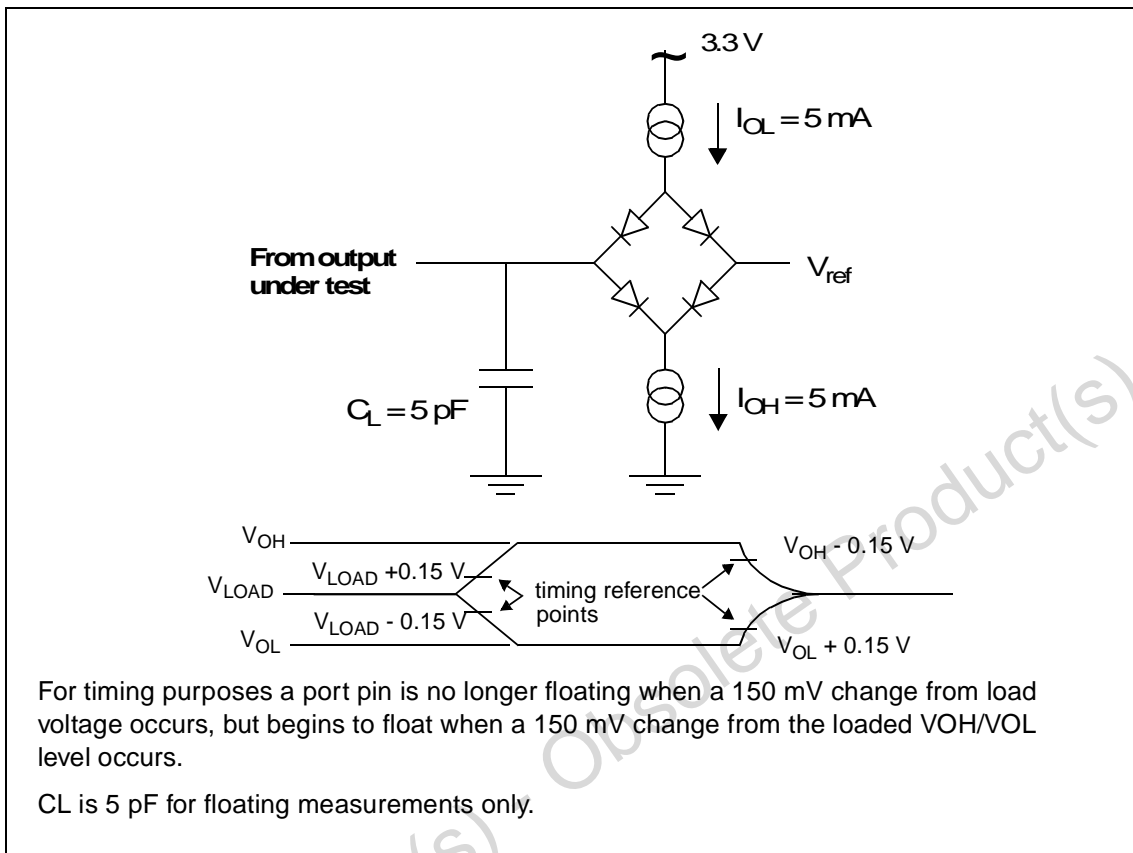 3.3 V
I_OL = 5 mA
From output
under test
V_ref
C_L = 5 pF
I_OH = 5 mA
V_OH
V_OH - 0.15 V
V_LOAD +0.15 V
V_LOAD
timing reference
points
V_LOAD - 0.15 V
V_OL
V_OL + 0.15 V
For timing purposes a port pin is no longer floating when a 150 mV change from load
voltage occurs, but begins to float when a 150 mV change from the loaded VOH/VOL
level occurs.
CL is 5 pF for floating measurements only.
(s) - Obsolete Product(s)